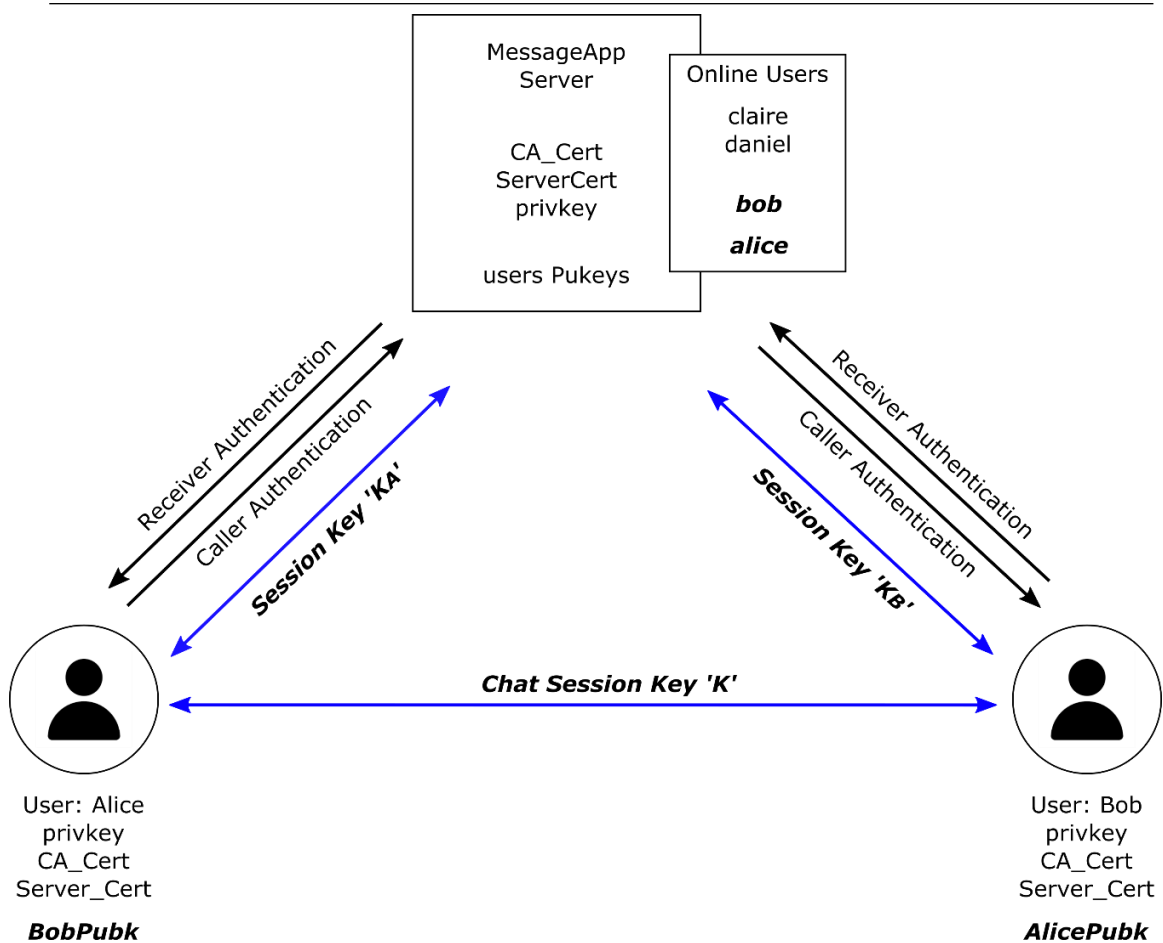 MessageApp
Server
CA_Cert
ServerCert
privkey
users Pukeys
Online Users
claire
daniel
bob
alice
Receiver Authentication
Caller Authentication
Session Key 'KA'
Receiver Authentication
Caller Authentication
Session Key 'KB'
Chat Session Key 'K'
User: Alice
privkey
CA_Cert
Server_Cert
BobPubk
User: Bob
privkey
CA_Cert
Server_Cert
AlicePubk